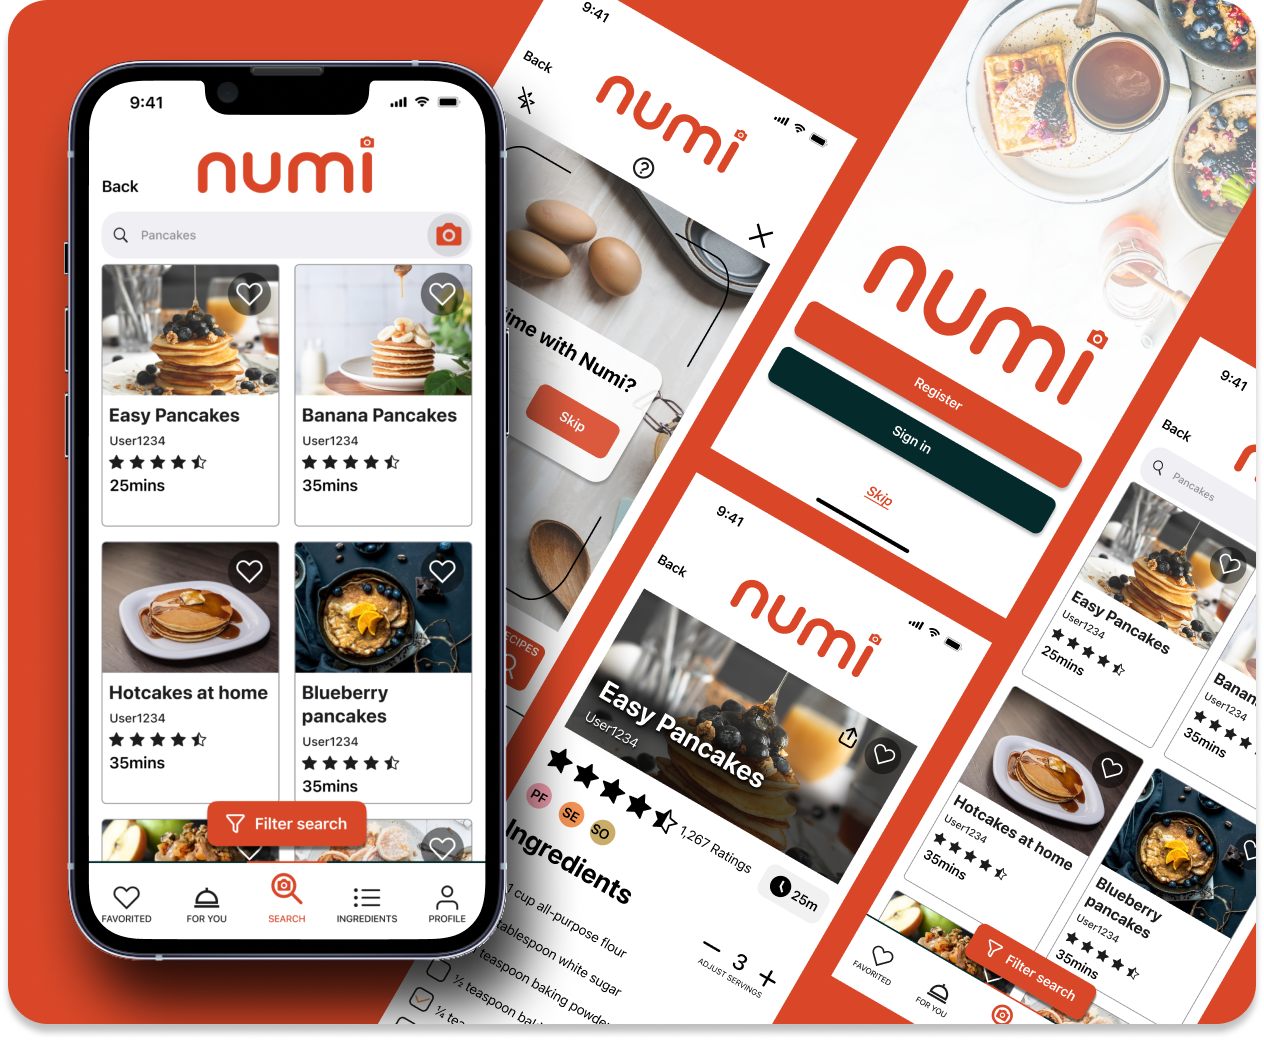 9:41
numi
Back
Pancakes
Easy Pancakes
User1234
25mins
Banana Pancakes
User1234
35mins
Hotcakes at home
User1234
35mins
Blueberry
pancakes
User1234
35mins
Filter search
FAVORITED
FOR YOU
SEARCH
INGREDIENTS
PROFILE
9:41
Back
numi
?
with Numi?
Skip
numi
Register
Sign in
Skip
9:41
Back
numi
Easy Pancakes
User1234
1,267 Ratings
PF
SE
SO
25m
Ingredients
1 cup all-purpose flour
tablespoon white sugar
teaspoon baking powder
½ teaspoon
¼
3
ADJUST SERVINGS
9:41
Back
Pancakes
Easy Pancakes
User1234
25mins
User1234
35mins
Hotcakes at home
User1234
35mins
Blueberry
pancakes
User1234
35mins
Filter search
FAVORITED
FOR YOU